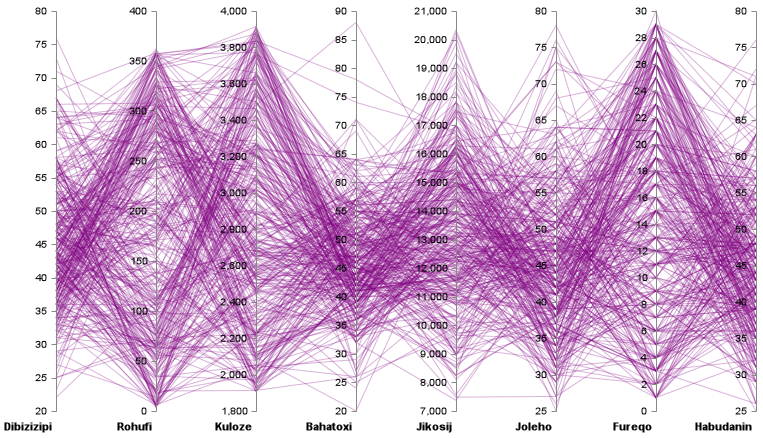 80 400 4,000 90 21,000 80 30 80
75 350 3,800 85 20,000 75 28 75
70 300 3,600 80 19,000 70 26 70
65 250 3,400 75 18,000 65 24 65
60 200 3,200 70 17,000 60 22 60
55 150 3,000 65 16,000 55 20 55
50 100 2,800 60 15,000 50 18 50
45 50 2,600 55 14,000 45 16 45
40 0 2,400 50 13,000 40 14 40
35 2,200 45 12,000 35 12 35
30 2,000 40 11,000 30 10 30
25 1,800 35 10,000 25 8 25
20 30 9,000 6
25 8,000 4
20 7,000 2
0
Dibizizipi Rohufi Kuloze Bahatoxi Jikosij Joleho Fureqo Habudanin